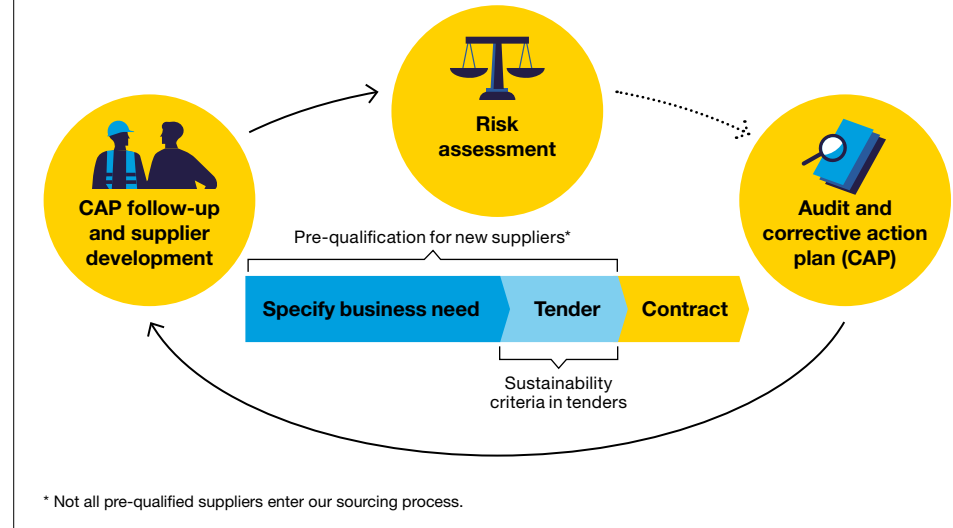 Risk
assessment
CAP follow-up
and supplier
development
Audit and
corrective action
plan (CAP)
Pre-qualification for new suppliers*
Specify business need
Tender
Contract
Sustainability
criteria in tenders
* Not all pre-qualified suppliers enter our sourcing process.